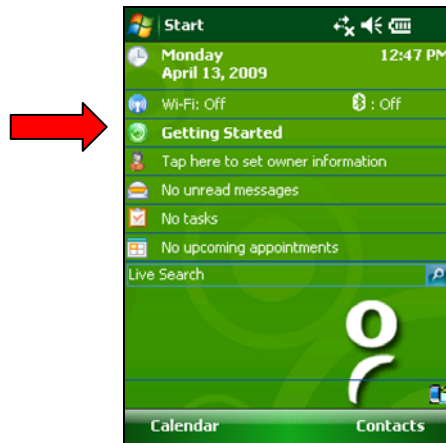 Start
Monday 12:47 PM
April 13, 2009
Wi-Fi: Off : Off
Getting Started
Tap here to set owner information
No unread messages
No tasks
No upcoming appointments
Live Search
Calendar Contacts